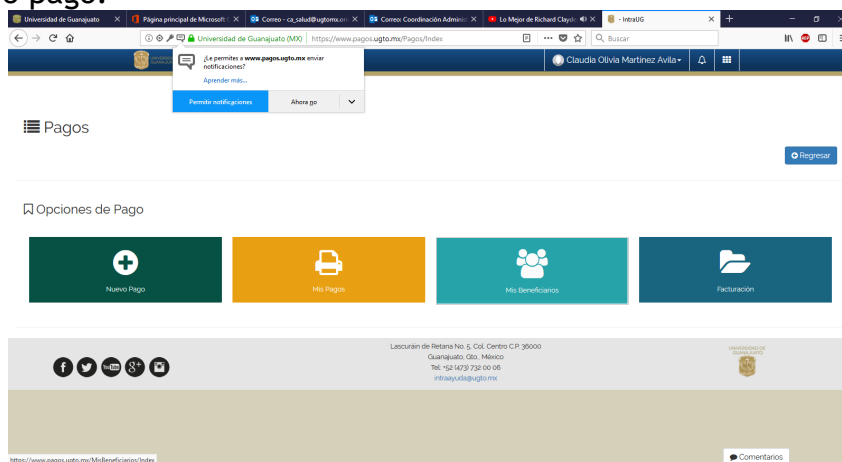 o pago.
Universidad de Guanajuato
Página principal de Microsoft
Correo - ca_salud@ugtomx.on
Correo: Coordinación Administ
Lo Mejor de Richard Clayde
- IntraUG
Universidad de Guanajuato (MX)
https://www.pagos.ugto.mx/Pagos/Index
Buscar
¿Le permites a www.pagos.ugto.mx enviar
notificaciones?
Aprender más...
Permitir notificaciones
Ahora no
Claudia Olivia Martinez Avila
Pagos
Regresar
Opciones de Pago
Nuevo Pago
Mis Pagos
Mis Beneficiarios
Facturación
Lascuráin de Retana No. 5, Col. Centro C.P. 36000
Guanajuato, Gto., México
Tel: +52 (473) 732 00 06
intraayuda@ugto.mx
UNIVERSIDAD DE
GUANAJUATO
Comentarios
https://www.pagos.ugto.mx/MisBeneficiarios/Index